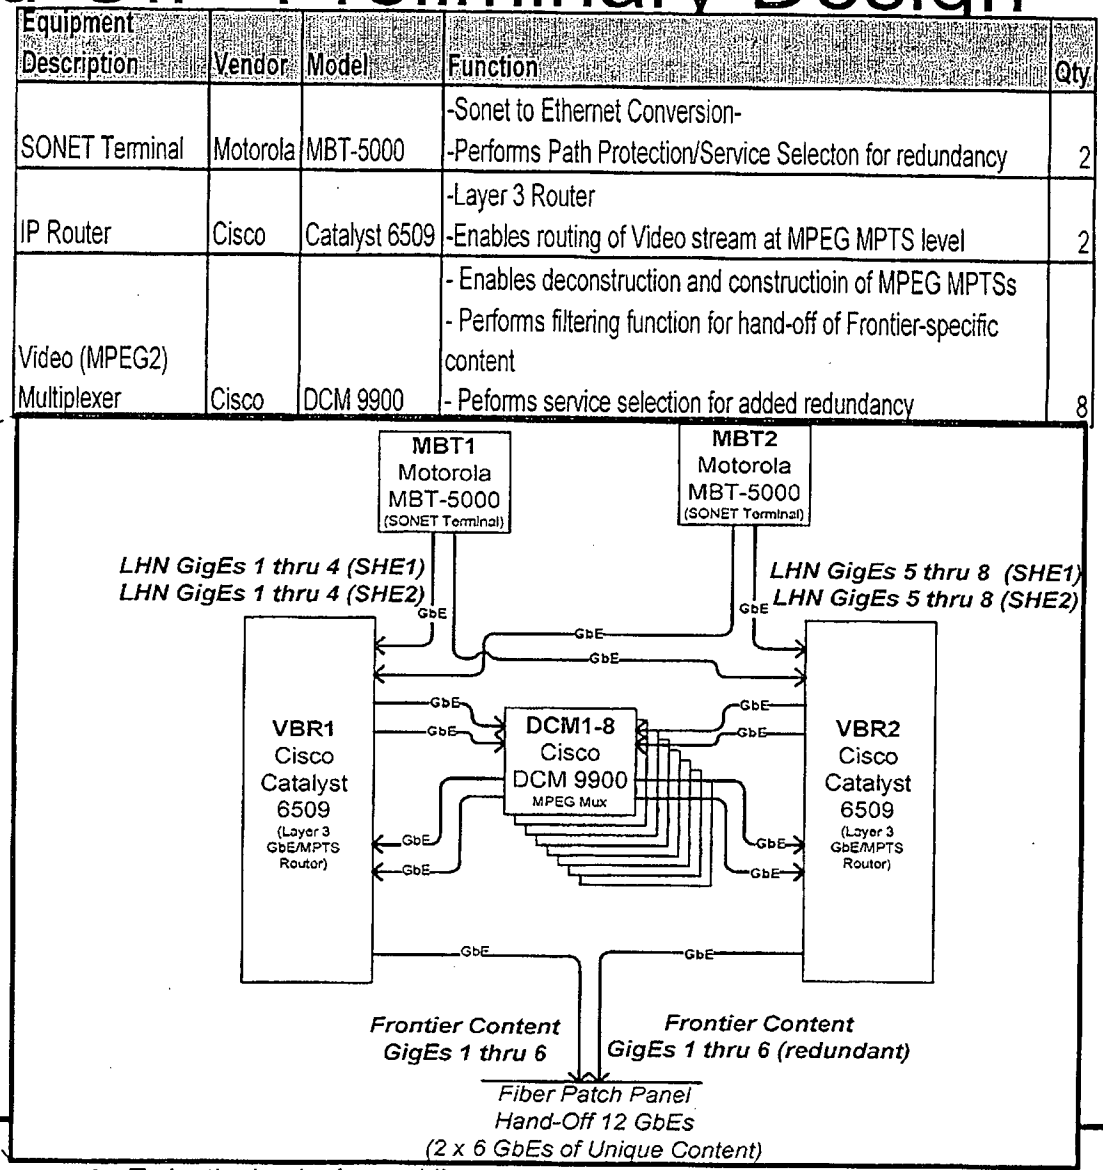 Preliminary Design
Equipment
Description Vendor Model Function Qty
-Sonet to Ethernet Conversion-
SONET Terminal Motorola MBT-5000 -Performs Path Protection/Service Selecton for redundancy 2
-Layer 3 Router
IP Router Cisco Catalyst 6509 -Enables routing of Video stream at MPEG MPTS level 2
- Enables deconstruction and constructioin of MPEG MPTSs
- Performs filtering function for hand-off of Frontier-specific
Video (MPEG2) content
Multiplexer Cisco DCM 9900 - Peforms service selection for added redundancy 8
MBT1
Motorola
MBT-5000
(SONET Terminal)
MBT2
Motorola
MBT-5000
(SONET Terminal)
LHN GigEs 1 thru 4 (SHE1)
LHN GigEs 1 thru 4 (SHE2)
GbE
LHN GigEs 5 thru 8 (SHE1)
GbE LHN GigEs 5 thru 8 (SHE2)
GbE
GbE
GbE
GbE
GbE
GbE
VBR1
Cisco
Catalyst
6509
(Layer 3
GbE/MPTS
Routor)
DCM1-8
Cisco
DCM 9900
MPEG Mux
VBR2
Cisco
Catalyst
6509
(Layer 3
GbE/MPTS
Routor)
GbE
GbE
GbE
GbE
GbE
GbE
Frontier Content
GigEs 1 thru 6
Frontier Content
GigEs 1 thru 6 (redundant)
Fiber Patch Panel
Hand-Off 12 GbEs
(2 x 6 GbEs of Unique Content)